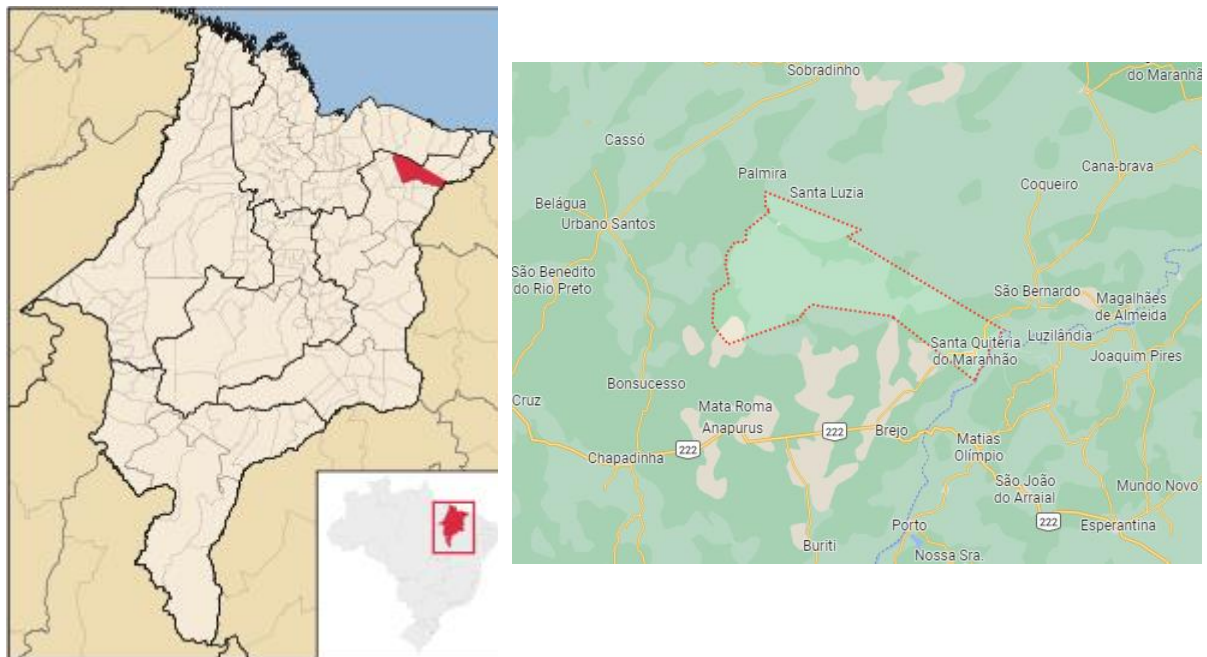 Sobradinho
do Maranhã
Cassó
Cana-brava
Palmira
Coqueiro
Santa Luzia
Belágua
Urbano Santos
São Benedito
do Rio Preto
São Bernardo
Magalhães
de Almeida
Santa Quitéria
do Maranhão
Luzilândia
Joaquim Pires
Bonsucesso
Cruz
Mata Roma
Anapurus
222
222
Brejo
Chapadinha
Matias
Olímpio
São João
do Arraial
Mundo Novo
222
Esperantina
Porto
Buriti
Nossa Sra.